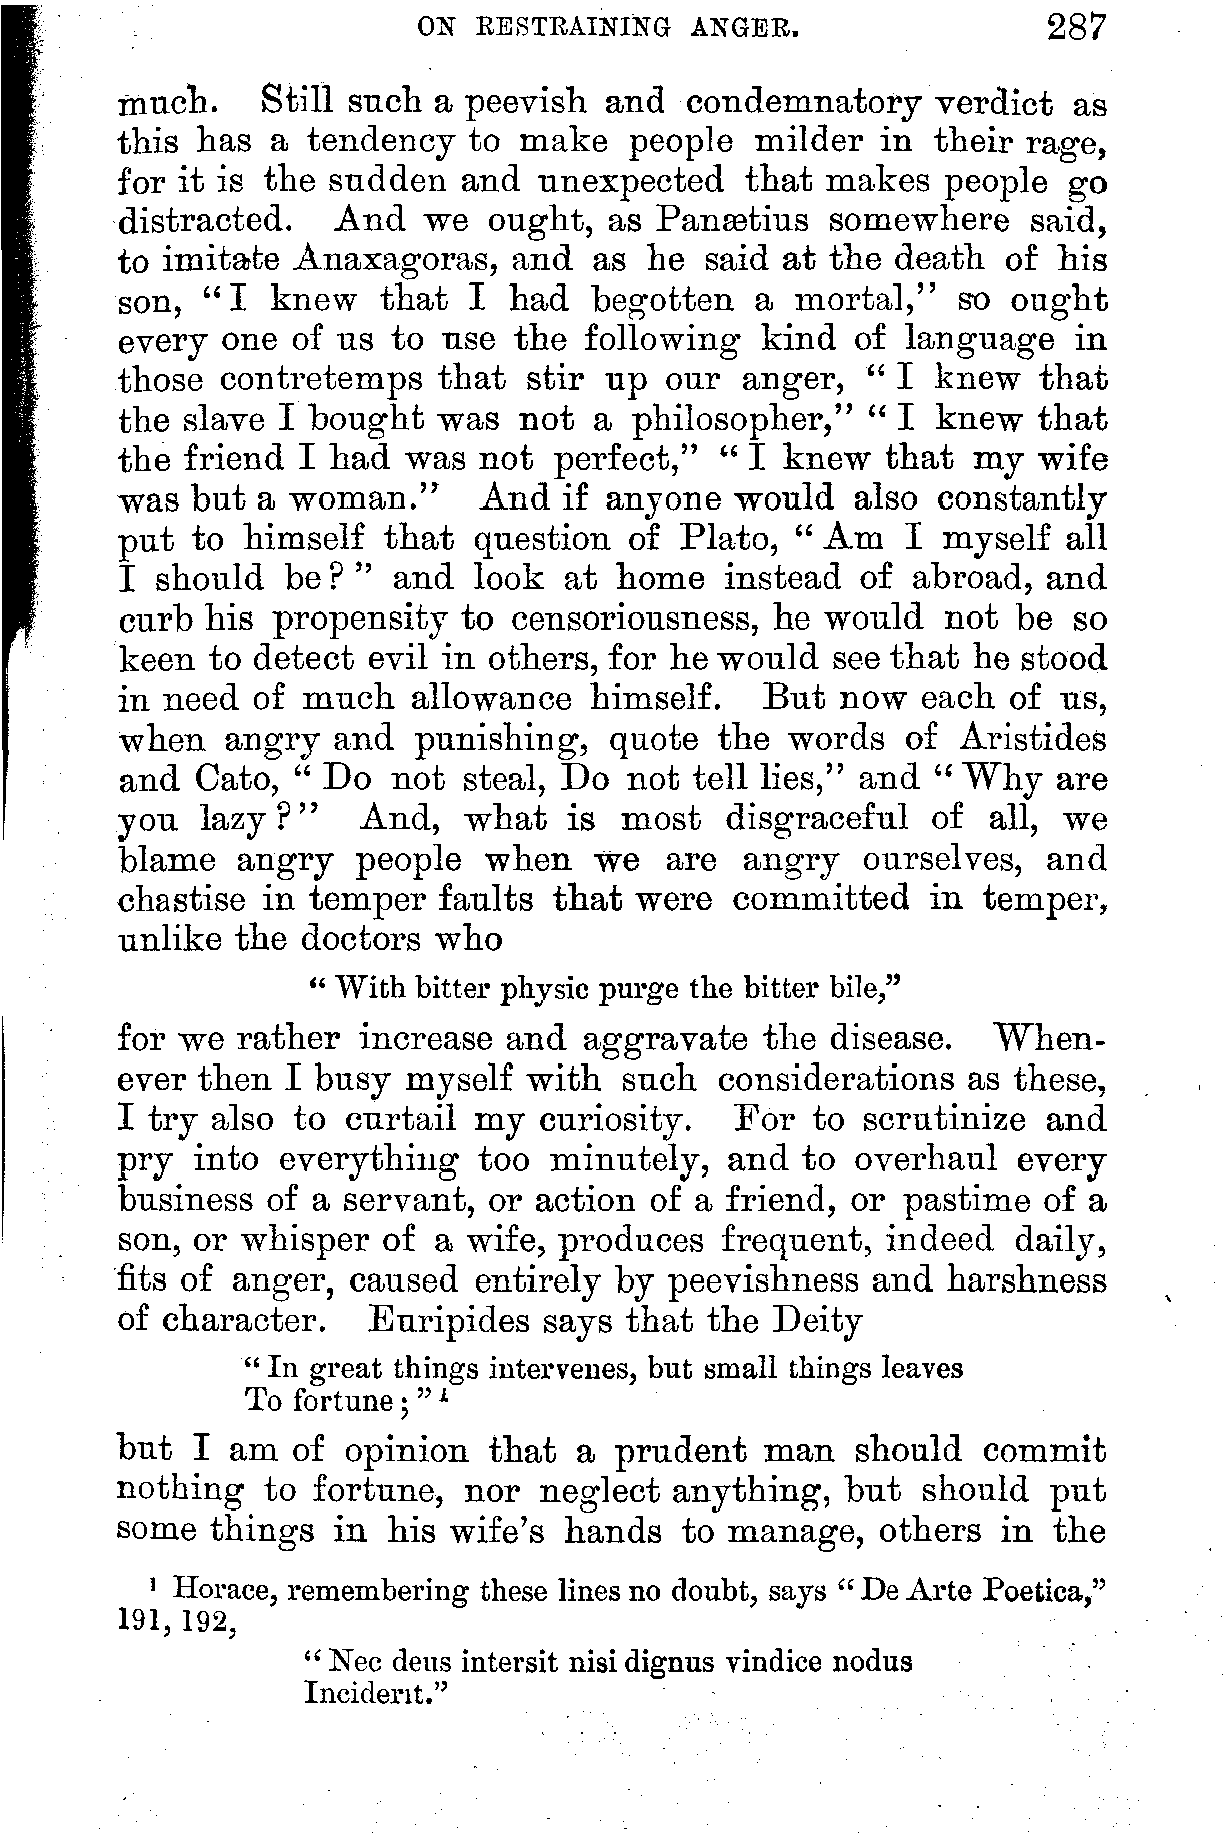 ON RESTRAINING ANGER. 287
much. Still such a peevish and condemnatory verdict as
this has a tendency to make people milder in their rage,
for it is the sudden and unexpected that makes people go
distracted. And we ought, as Panætius somewhere said,
to imitate Anaxagoras, and as he said at the death of his
son, “I knew that I had begotten a mortal,” so ought
every one of us to use the following kind of language in
those contretemps that stir up our anger, “I knew that
the slave I bought was not a philosopher,” “I knew that
the friend I had was not perfect,” “I knew that my wife
was but a woman.” And if anyone would also constantly
put to himself that question of Plato, “Am I myself all
I should be?” and look at home instead of abroad, and
curb his propensity to censoriousness, he would not be so
keen to detect evil in others, for he would see that he stood
in need of much allowance himself. But now each of us,
when angry and punishing, quote the words of Aristides
and Cato, “Do not steal, Do not tell lies,” and “Why are
you lazy?” And, what is most disgraceful of all, we
blame angry people when we are angry ourselves, and
chastise in temper faults that were committed in temper,
unlike the doctors who
“With bitter physic purge the bitter bile,”
for we rather increase and aggravate the disease. When-
ever then I busy myself with such considerations as these,
I try also to curtail my curiosity. For to scrutinize and
pry into everything too minutely, and to overhaul every
business of a servant, or action of a friend, or pastime of a
son, or whisper of a wife, produces frequent, indeed daily,
fits of anger, caused entirely by peevishness and harshness
of character. Euripides says that the Deity
“In great things intervenes, but small things leaves
To fortune;” ¹
but I am of opinion that a prudent man should commit
nothing to fortune, nor neglect anything, but should put
some things in his wife’s hands to manage, others in the
¹ Horace, remembering these lines no doubt, says “De Arte Poetica,”
191, 192,
“Nec deus intersit nisi dignus vindice nodus
Incident.”